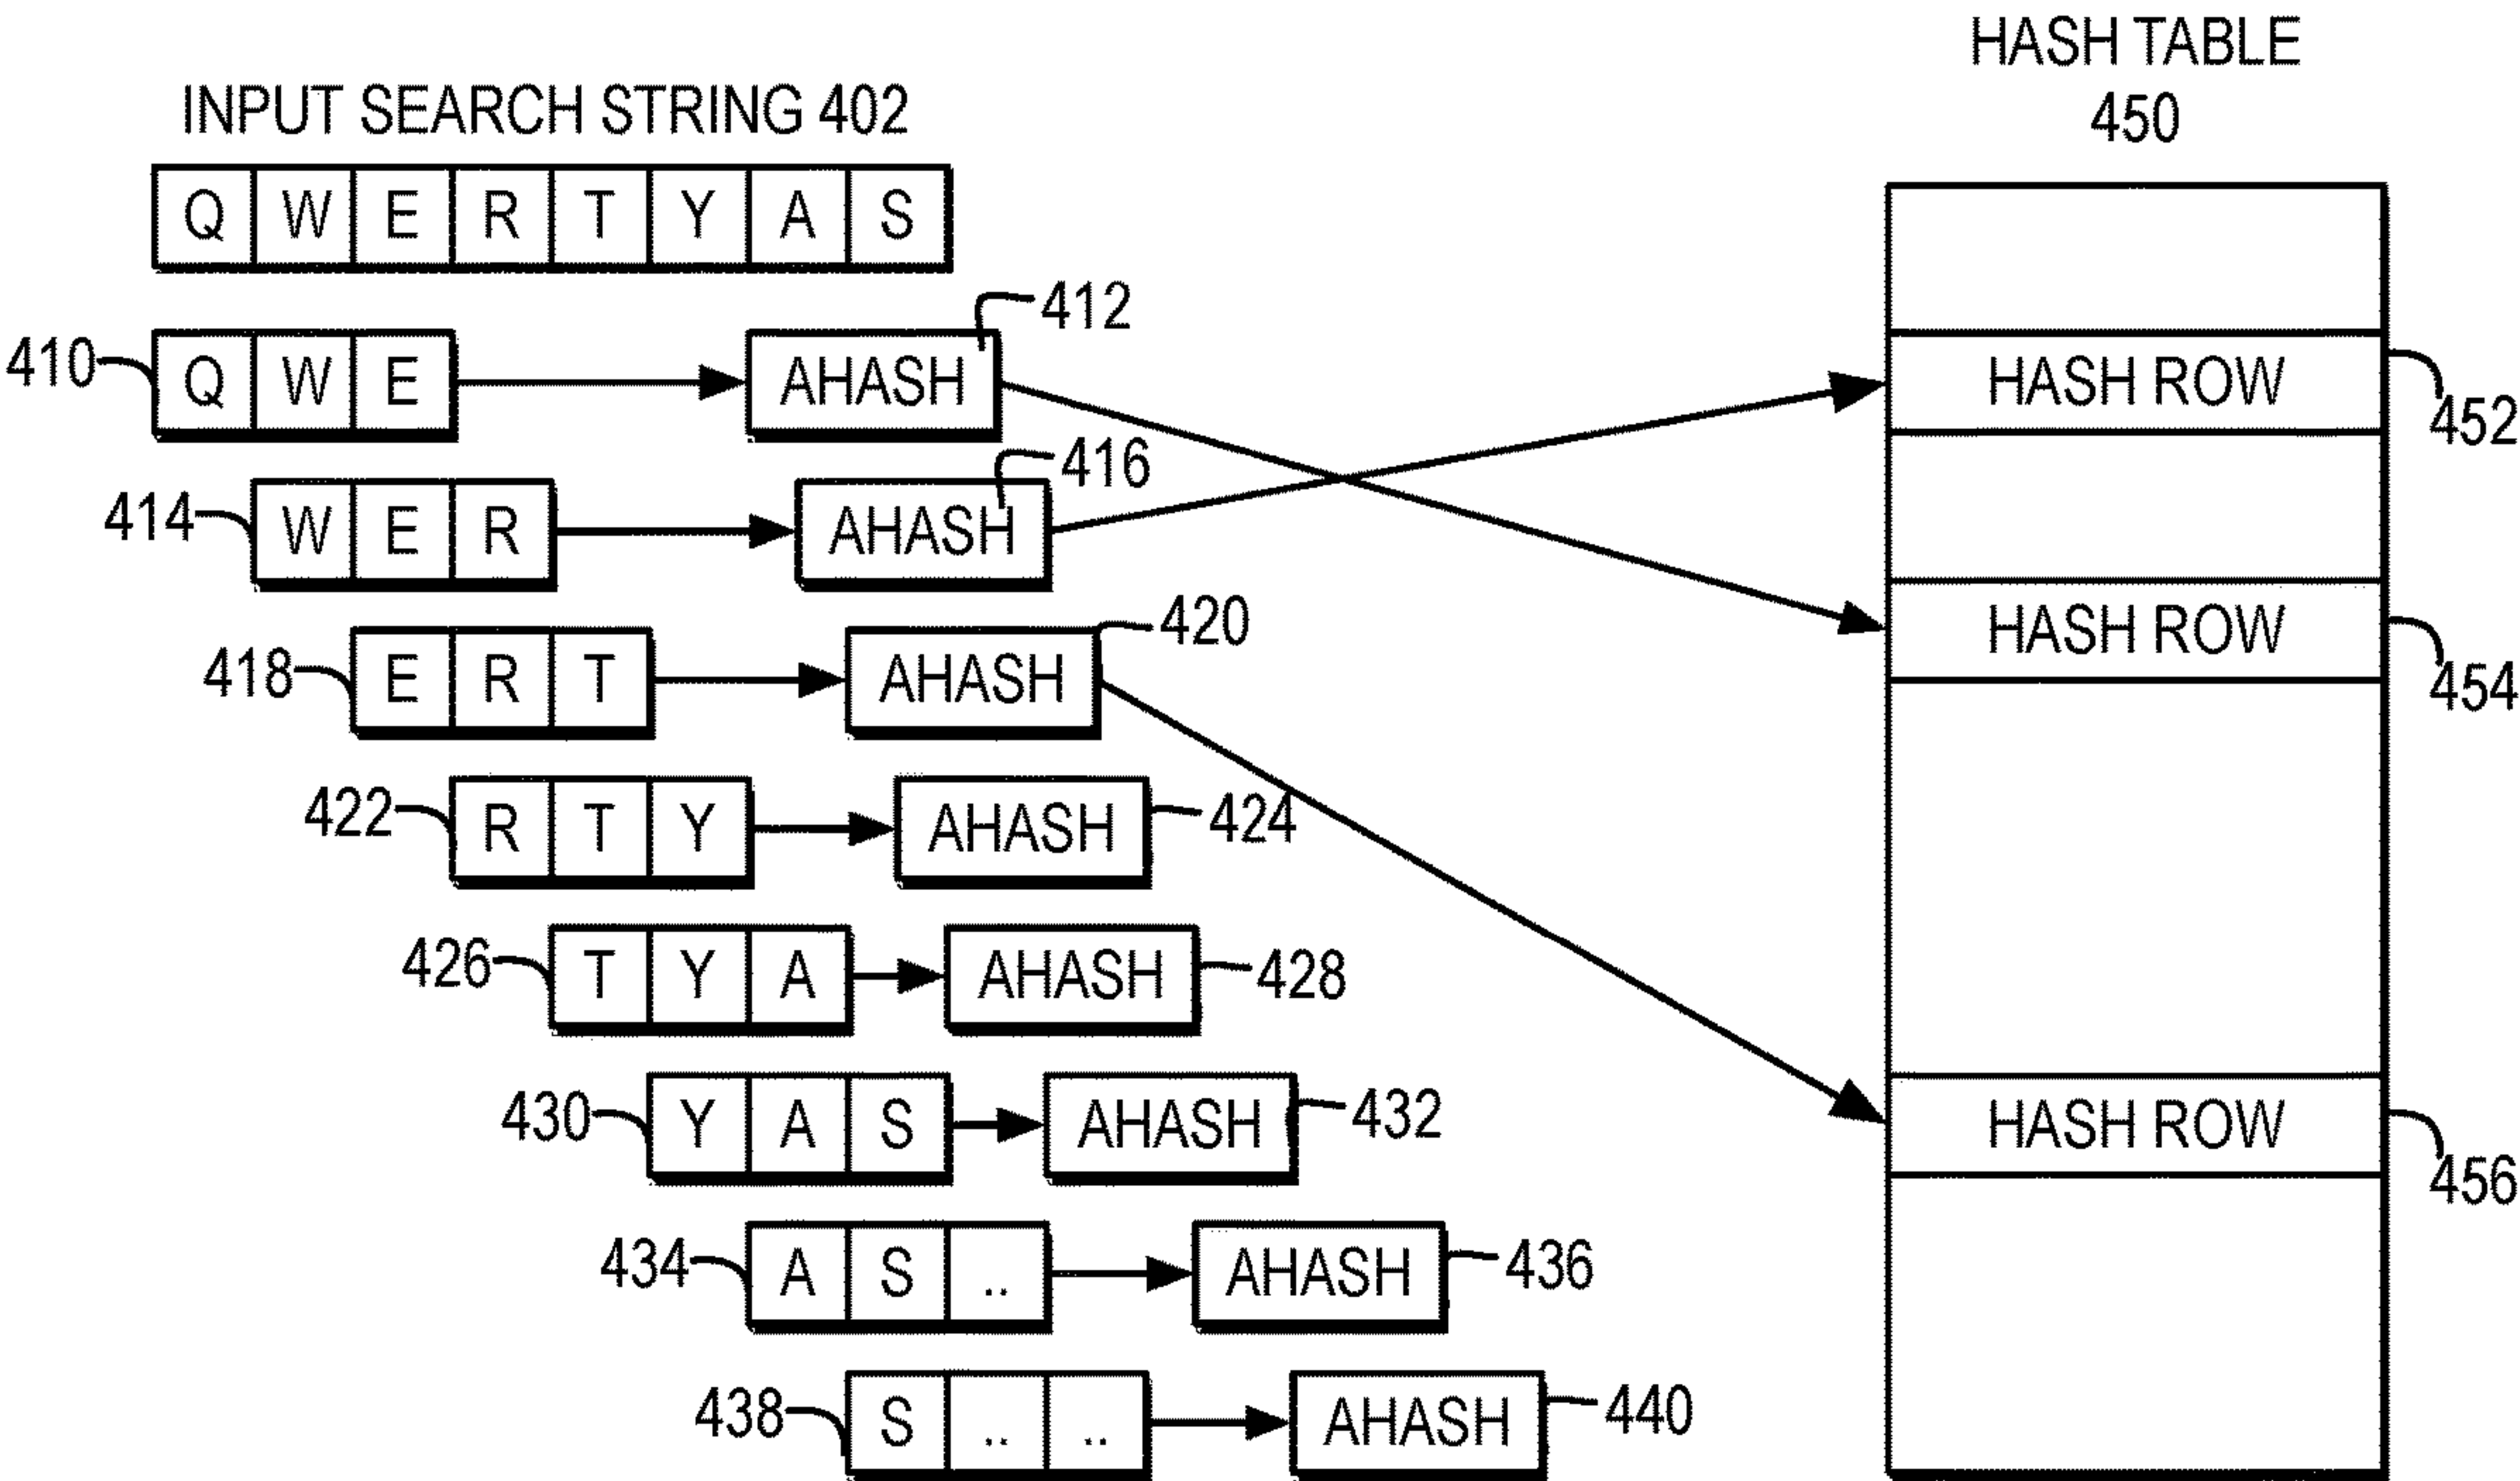 HASH TABLE
450
INPUT SEARCH STRING 402
Q W E R T Y A S
412
410 Q W E AHASH
HASH ROW
452
416
414 W E R AHASH
420
HASH ROW
418 E R T AHASH
454
422 R T Y AHASH 424
426 T Y A AHASH 428
430 Y A S AHASH 432
HASH ROW
456
434 A S .. AHASH 436
438 S .. .. AHASH 440